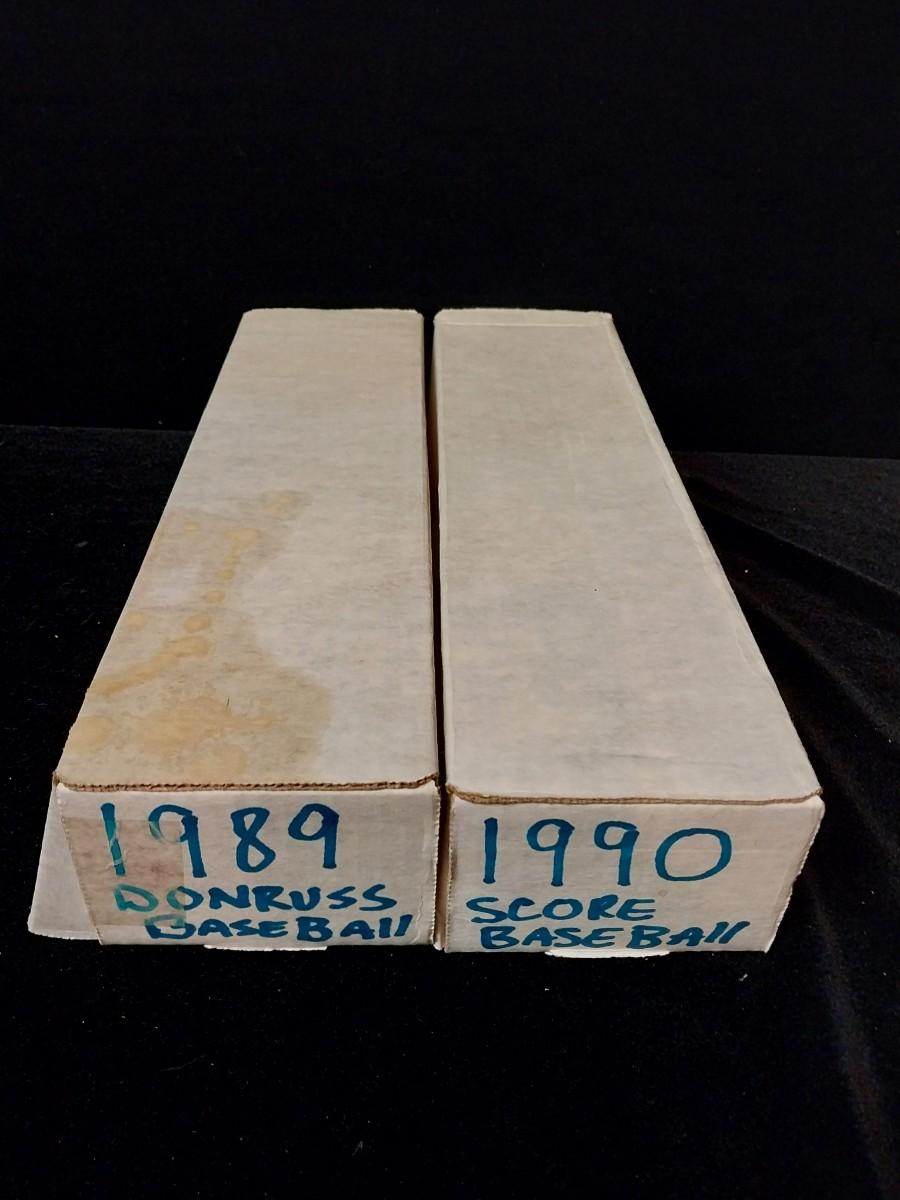 1989
DONRUSS
BASEBAll
1990
SCORE
BASEBAll